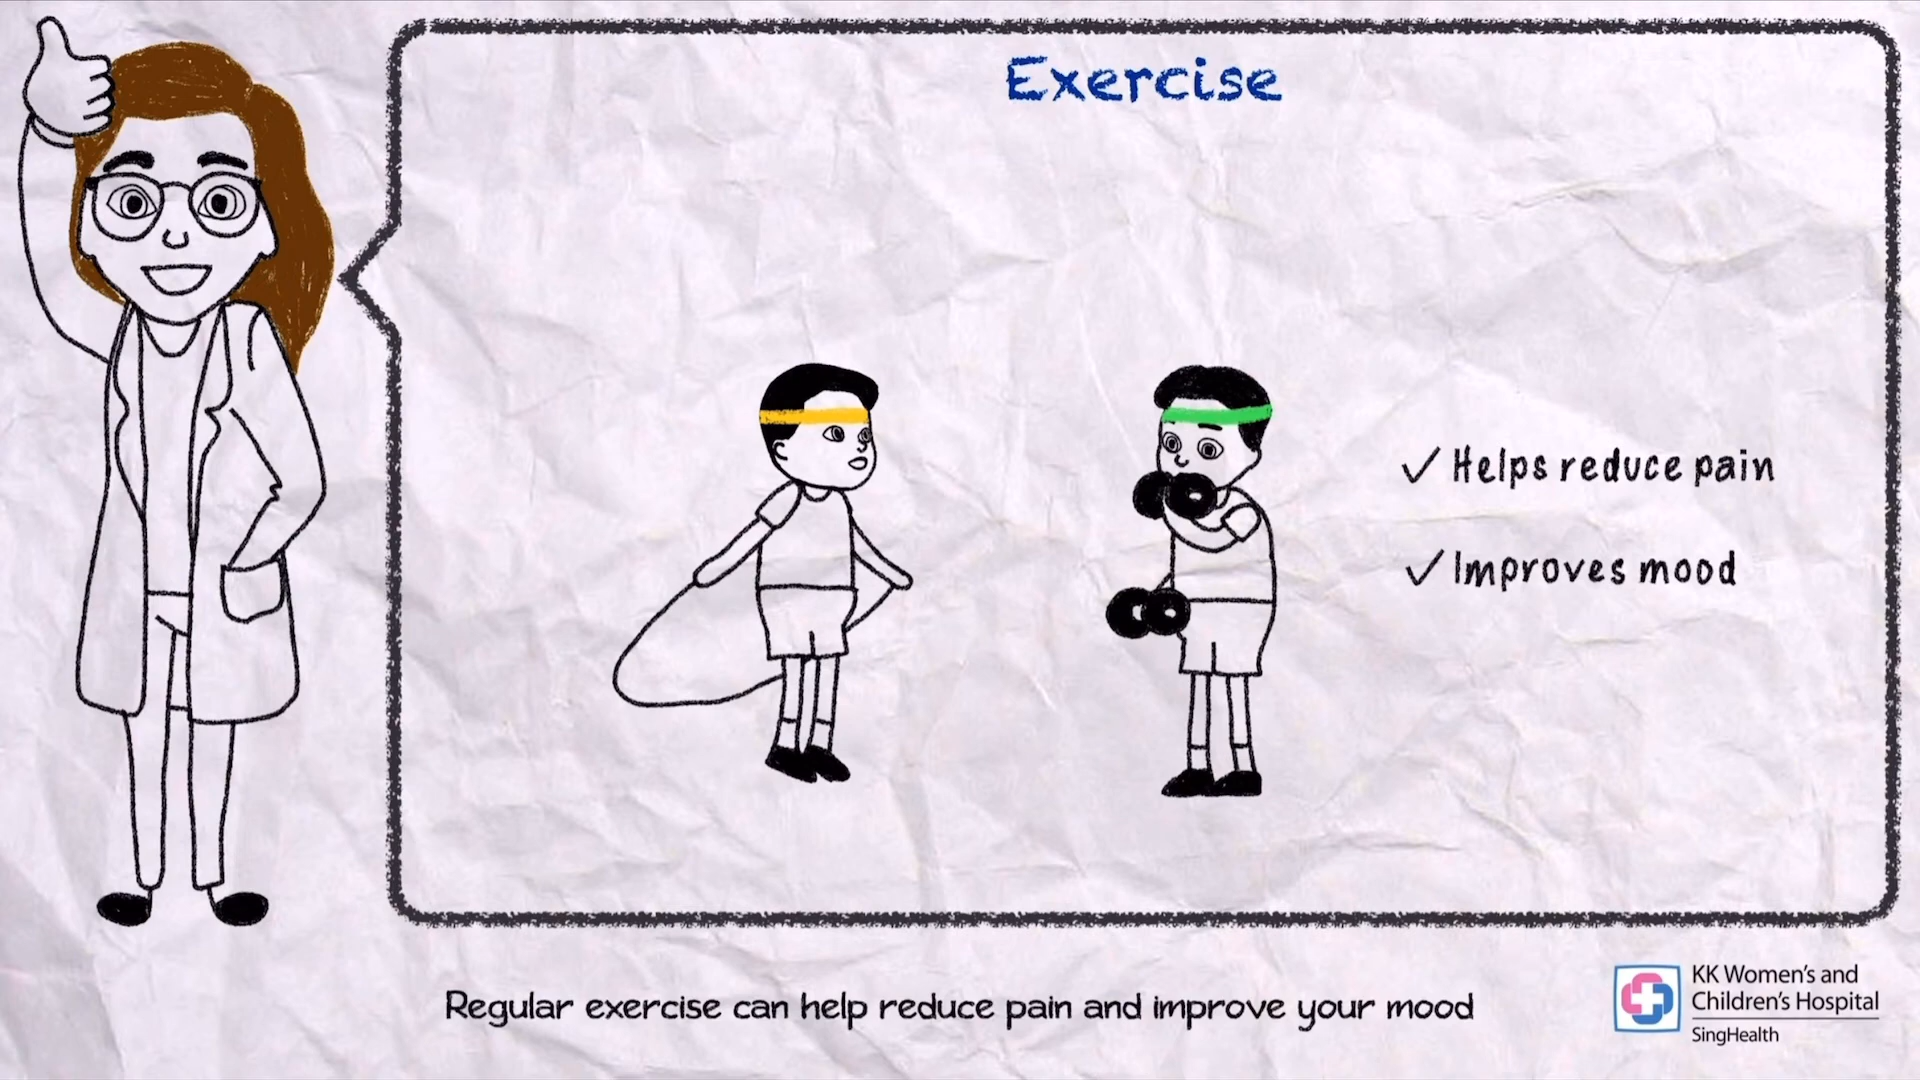 Exercise
✓ Helps reduce pain
✓ Improves mood
Regular exercise can help reduce pain and improve your mood
KK Women's and
Children's Hospital
SingHealth